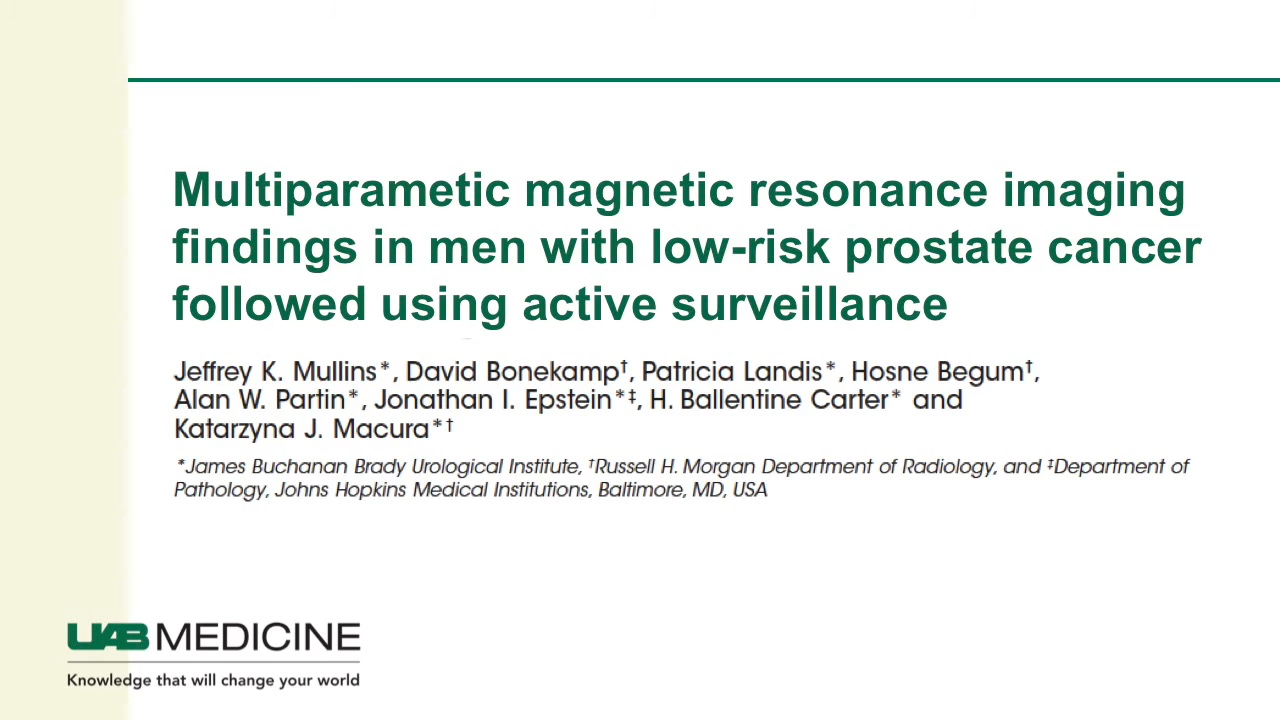 Multiparametic magnetic resonance imaging
findings in men with low-risk prostate cancer
followed using active surveillance
Jeffrey K. Mullins*, David Bonekamp†, Patricia Landis*, Hosne Begum†,
Alan W. Partin*, Jonathan I. Epstein*‡, H. Ballentine Carter* and
Katarzyna J. Macura*†
*James Buchanan Brady Urological Institute, †Russell H. Morgan Department of Radiology, and ‡Department of
Pathology, Johns Hopkins Medical Institutions, Baltimore, MD, USA
UAB MEDICINE
Knowledge that will change your world